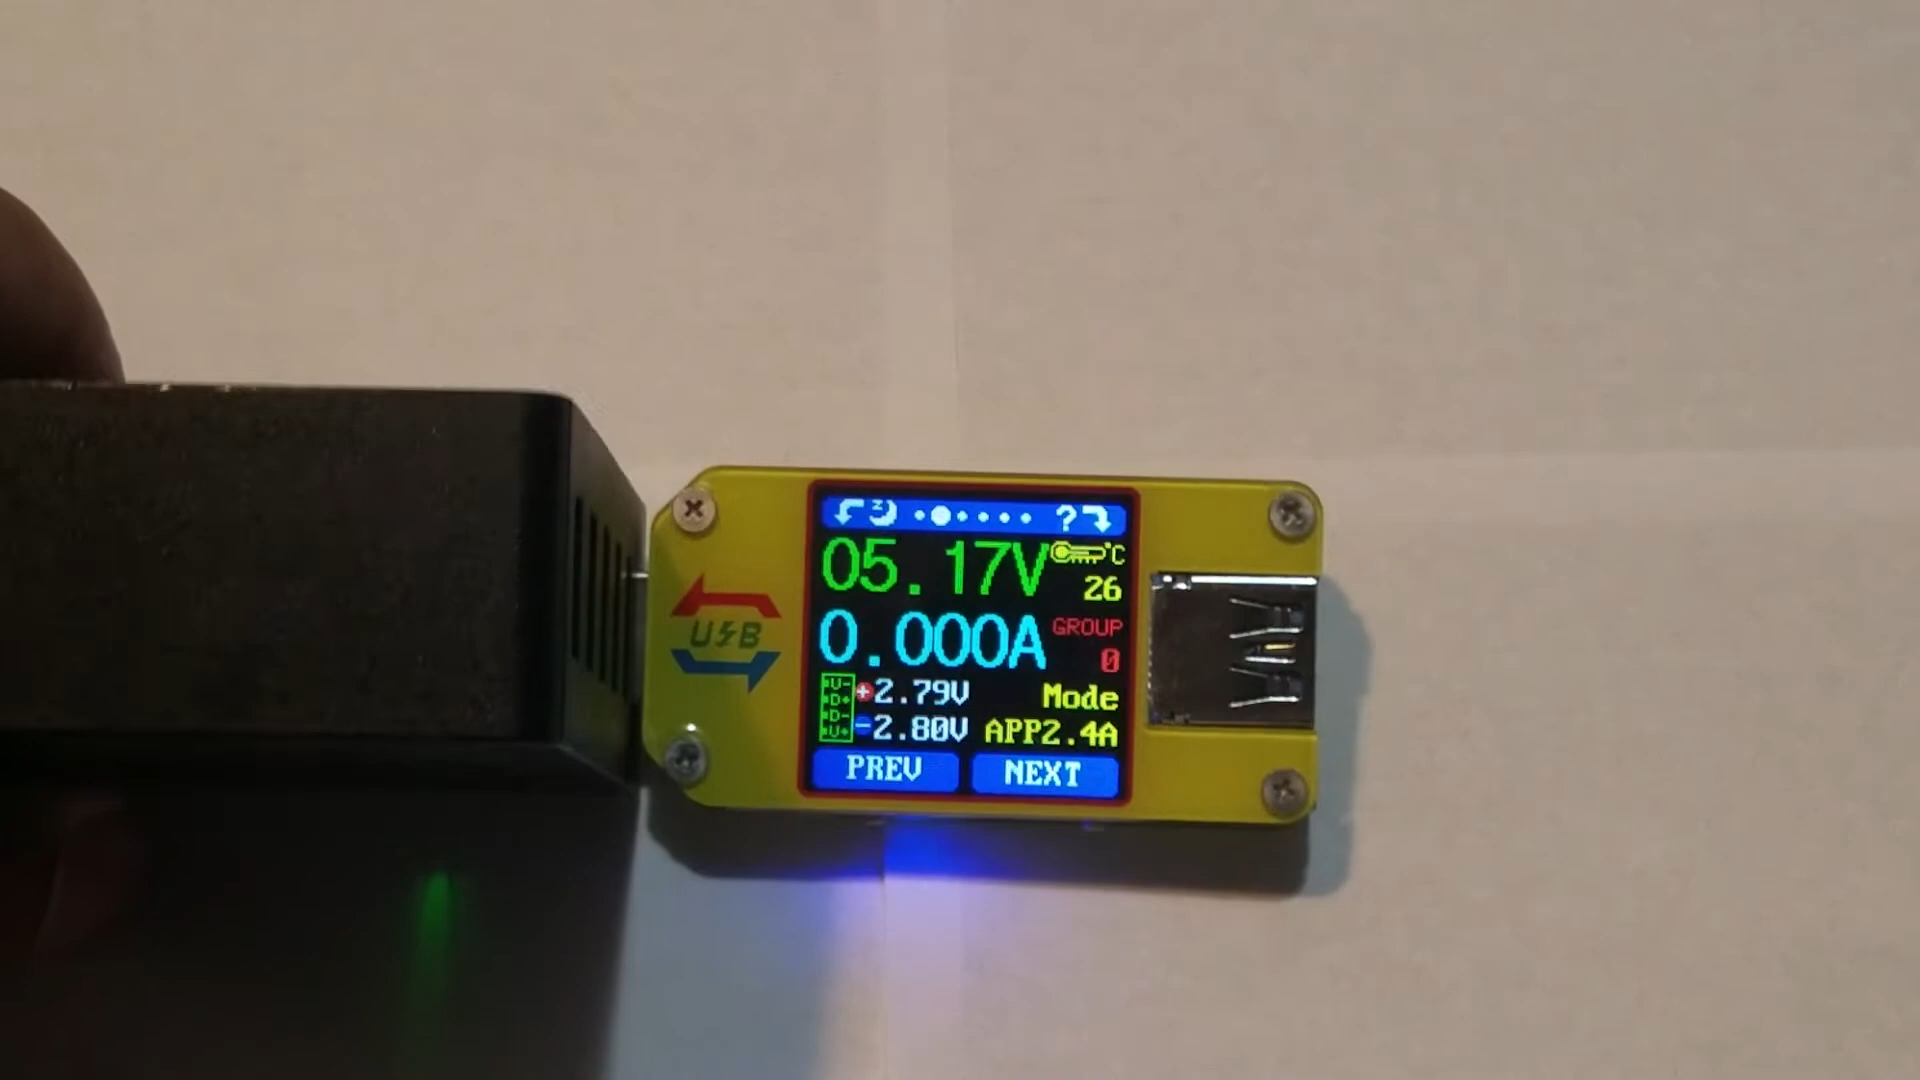 ?
05.17V °C
26
0.000A GROUP
0
U- D+ D- U+
+2.79V Mode
-2.80V APP2.4A
PREV NEXT
USB